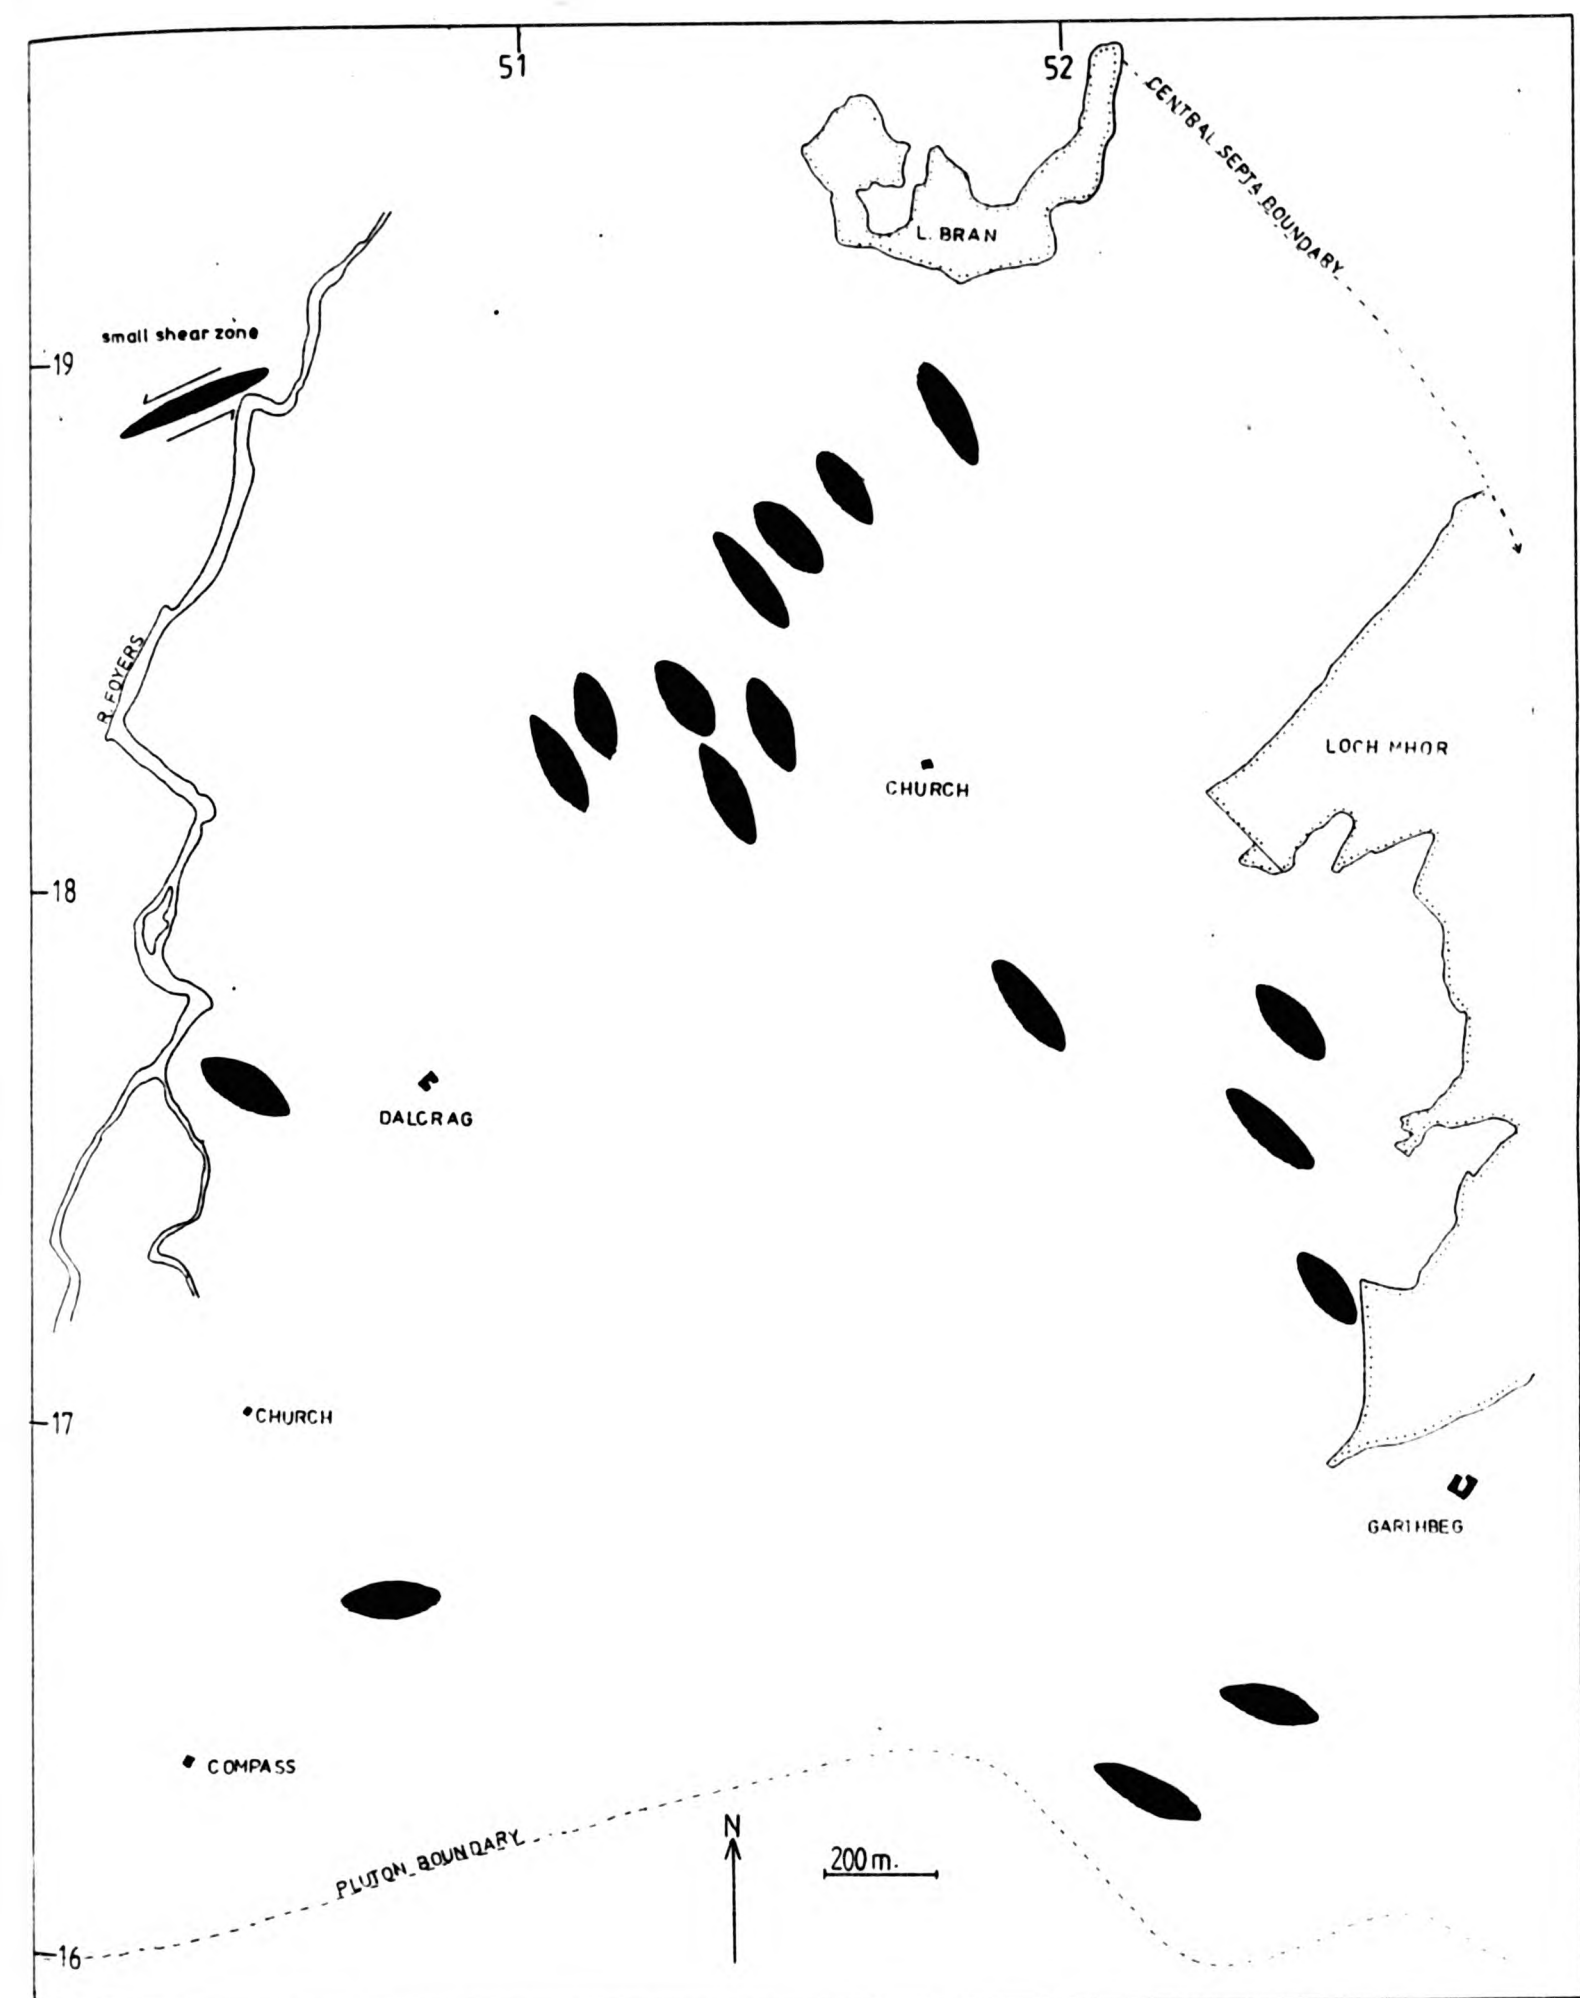 51
52
CENTRAL SEPTA BOUNDARY
L. BRAN
small shear zone
19
R. FOYERS
LOCH MHOR
CHURCH
18
DALCRAG
CHURCH
17
GARTHBEG
COMPASS
N
200 m.
PLUTON BOUNDARY
16